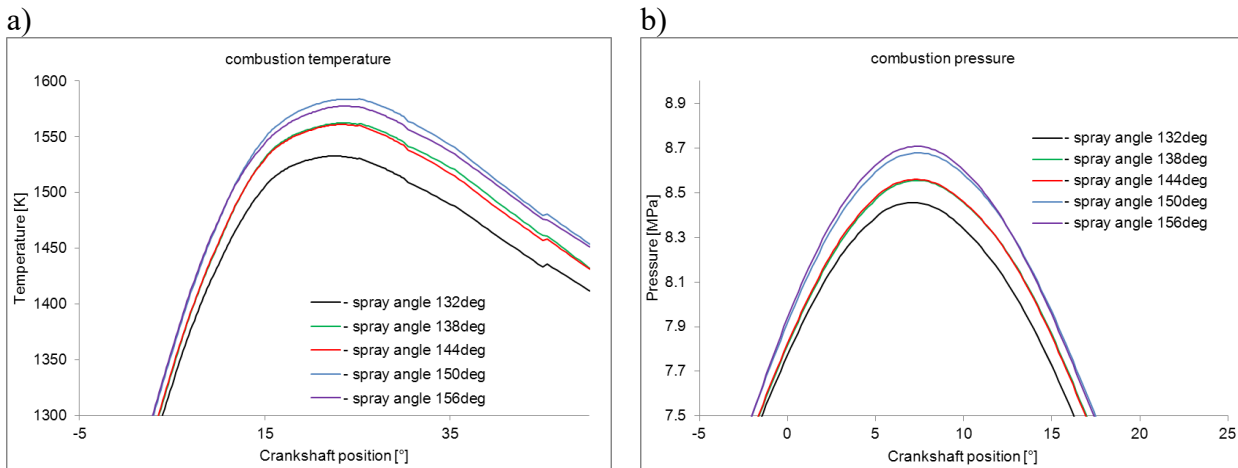 a)
combustion temperature
1600
1550
1500
1450
1400
1350
1300
-5
15
35
Temperature [K]
Crankshaft position [°]
- spray angle 132deg
- spray angle 138deg
- spray angle 144deg
- spray angle 150deg
- spray angle 156deg
b)
combustion pressure
8.9
8.7
8.5
8.3
8.1
7.9
7.7
7.5
-5
0
5
10
15
20
25
Pressure [MPa]
Crankshaft position [°]
- spray angle 132deg
- spray angle 138deg
- spray angle 144deg
- spray angle 150deg
- spray angle 156deg